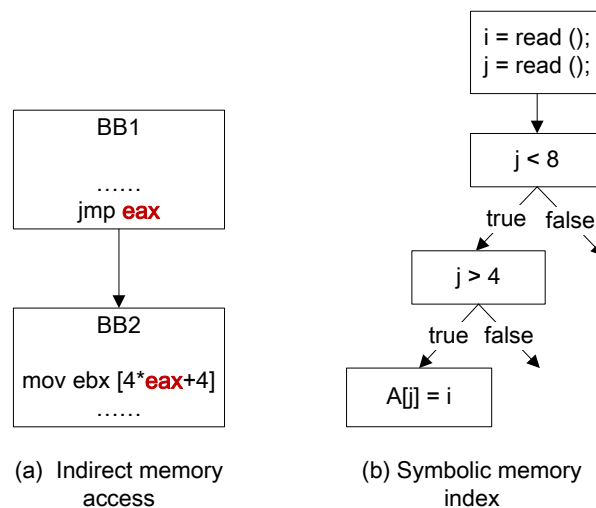 BB1
......
jmp eax
BB2
mov ebx [4*eax+4]
......
(a) Indirect memory
access
i = read ();
j = read ();
j < 8
true false
j > 4
true false
A[j] = i
(b) Symbolic memory
index